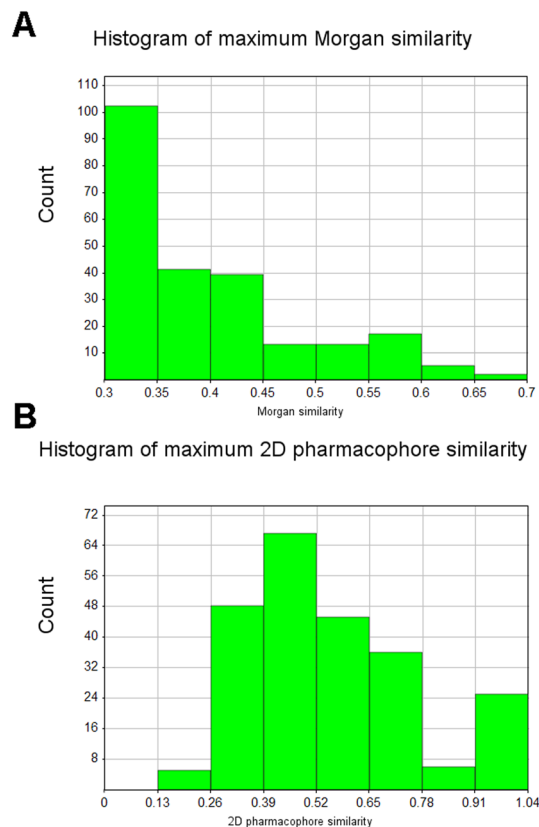 A
Histogram of maximum Morgan similarity
110
100
90
80
70
60
50
40
30
20
10
Count
0.3 0.35 0.4 0.45 0.5 0.55 0.6 0.65 0.7
Morgan similarity
B
Histogram of maximum 2D pharmacophore similarity
72
64
56
48
40
32
24
16
8
Count
0 0.13 0.26 0.39 0.52 0.65 0.78 0.91 1.04
2D pharmacophore similarity